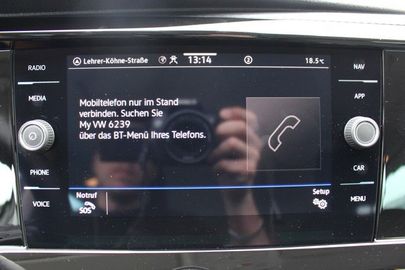 Lehrer-Köhne-Straße 13:14 2 18.5°C
RADIO
MEDIA
PHONE
VOICE
Mobiltelefon nur im Stand
verbinden. Suchen Sie
My VW 6239
über das BT-Menü Ihres Telefons.
Notruf
SOS
Setup
NAV
APP
CAR
MENU